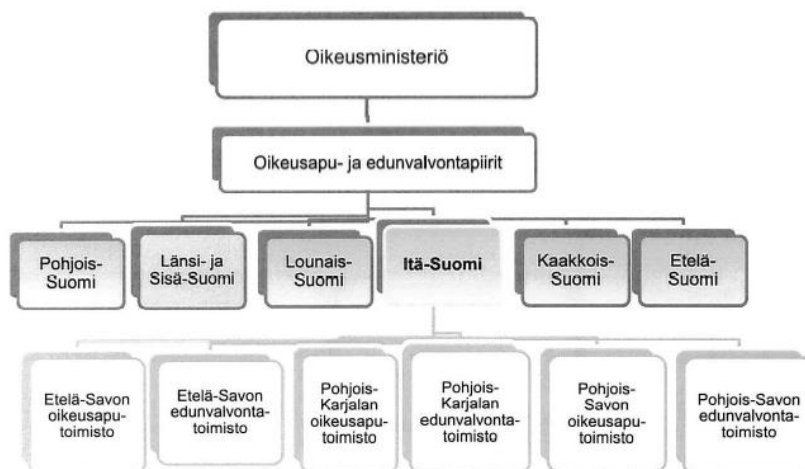 Oikeusministeriö
Oikeusapu- ja edunvalvontapiirit
Pohjois-
Suomi
Länsi- ja
Sisä-Suomi
Lounais-
Suomi
Itä-Suomi
Kaakkois-
Suomi
Etelä-
Suomi
Etelä-Savon
oikeusapu-
toimisto
Etelä-Savon
edunvalvonta-
toimisto
Pohjois-
Karjalan
oikeusapu-
toimisto
Pohjois-
Karjalan
edunvalvonta-
toimisto
Pohjois-
Savon
oikeusapu-
toimisto
Pohjois-Savon
edunvalvonta-
toimisto